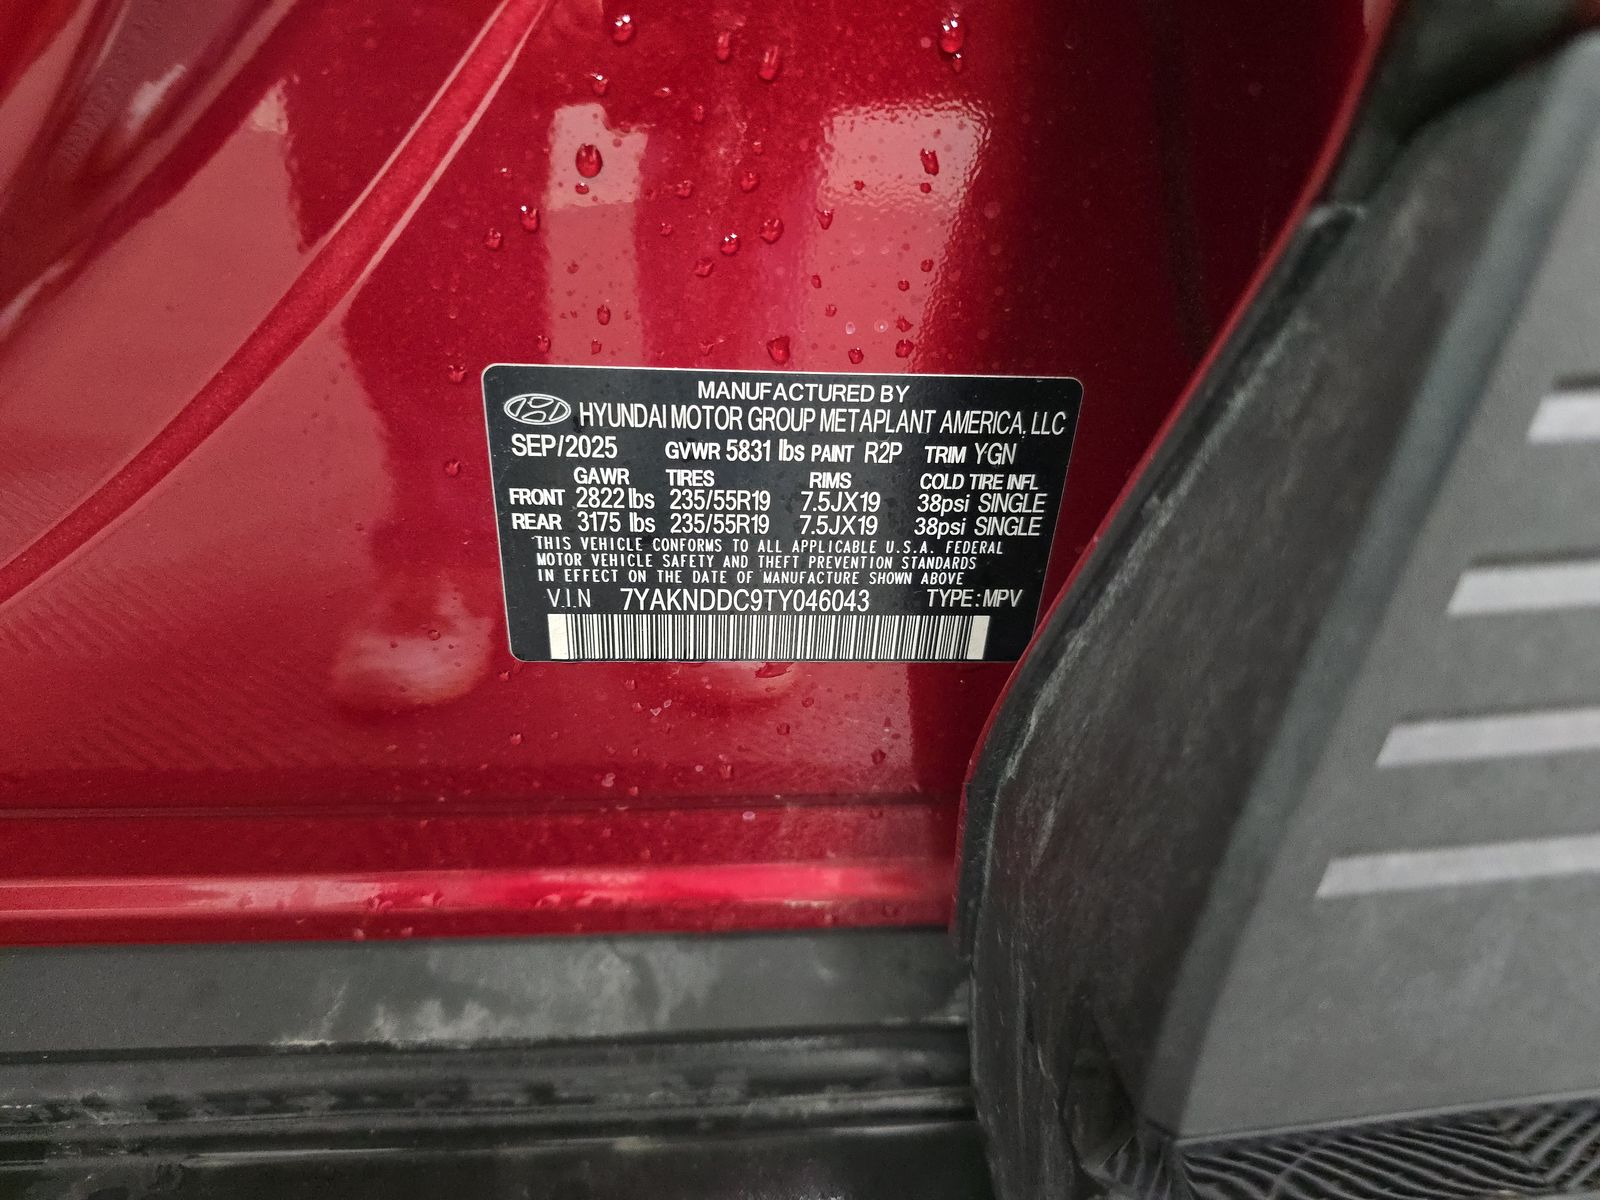 MANUFACTURED BY
HYUNDAI MOTOR GROUP METAPLANT AMERICA, LLC
SEP/2025 GVWR 5831 lbs PAINT R2P TRIM YGN
GAWR TIRES RIMS COLD TIRE INFL
FRONT 2822 lbs 235/55R19 7.5JX19 38psi SINGLE
REAR 3175 lbs 235/55R19 7.5JX19 38psi SINGLE
THIS VEHICLE CONFORMS TO ALL APPLICABLE U.S.A. FEDERAL
MOTOR VEHICLE SAFETY AND THEFT PREVENTION STANDARDS
IN EFFECT ON THE DATE OF MANUFACTURE SHOWN ABOVE
V.I.N 7YAKNDDC9TY046043 TYPE: MPV